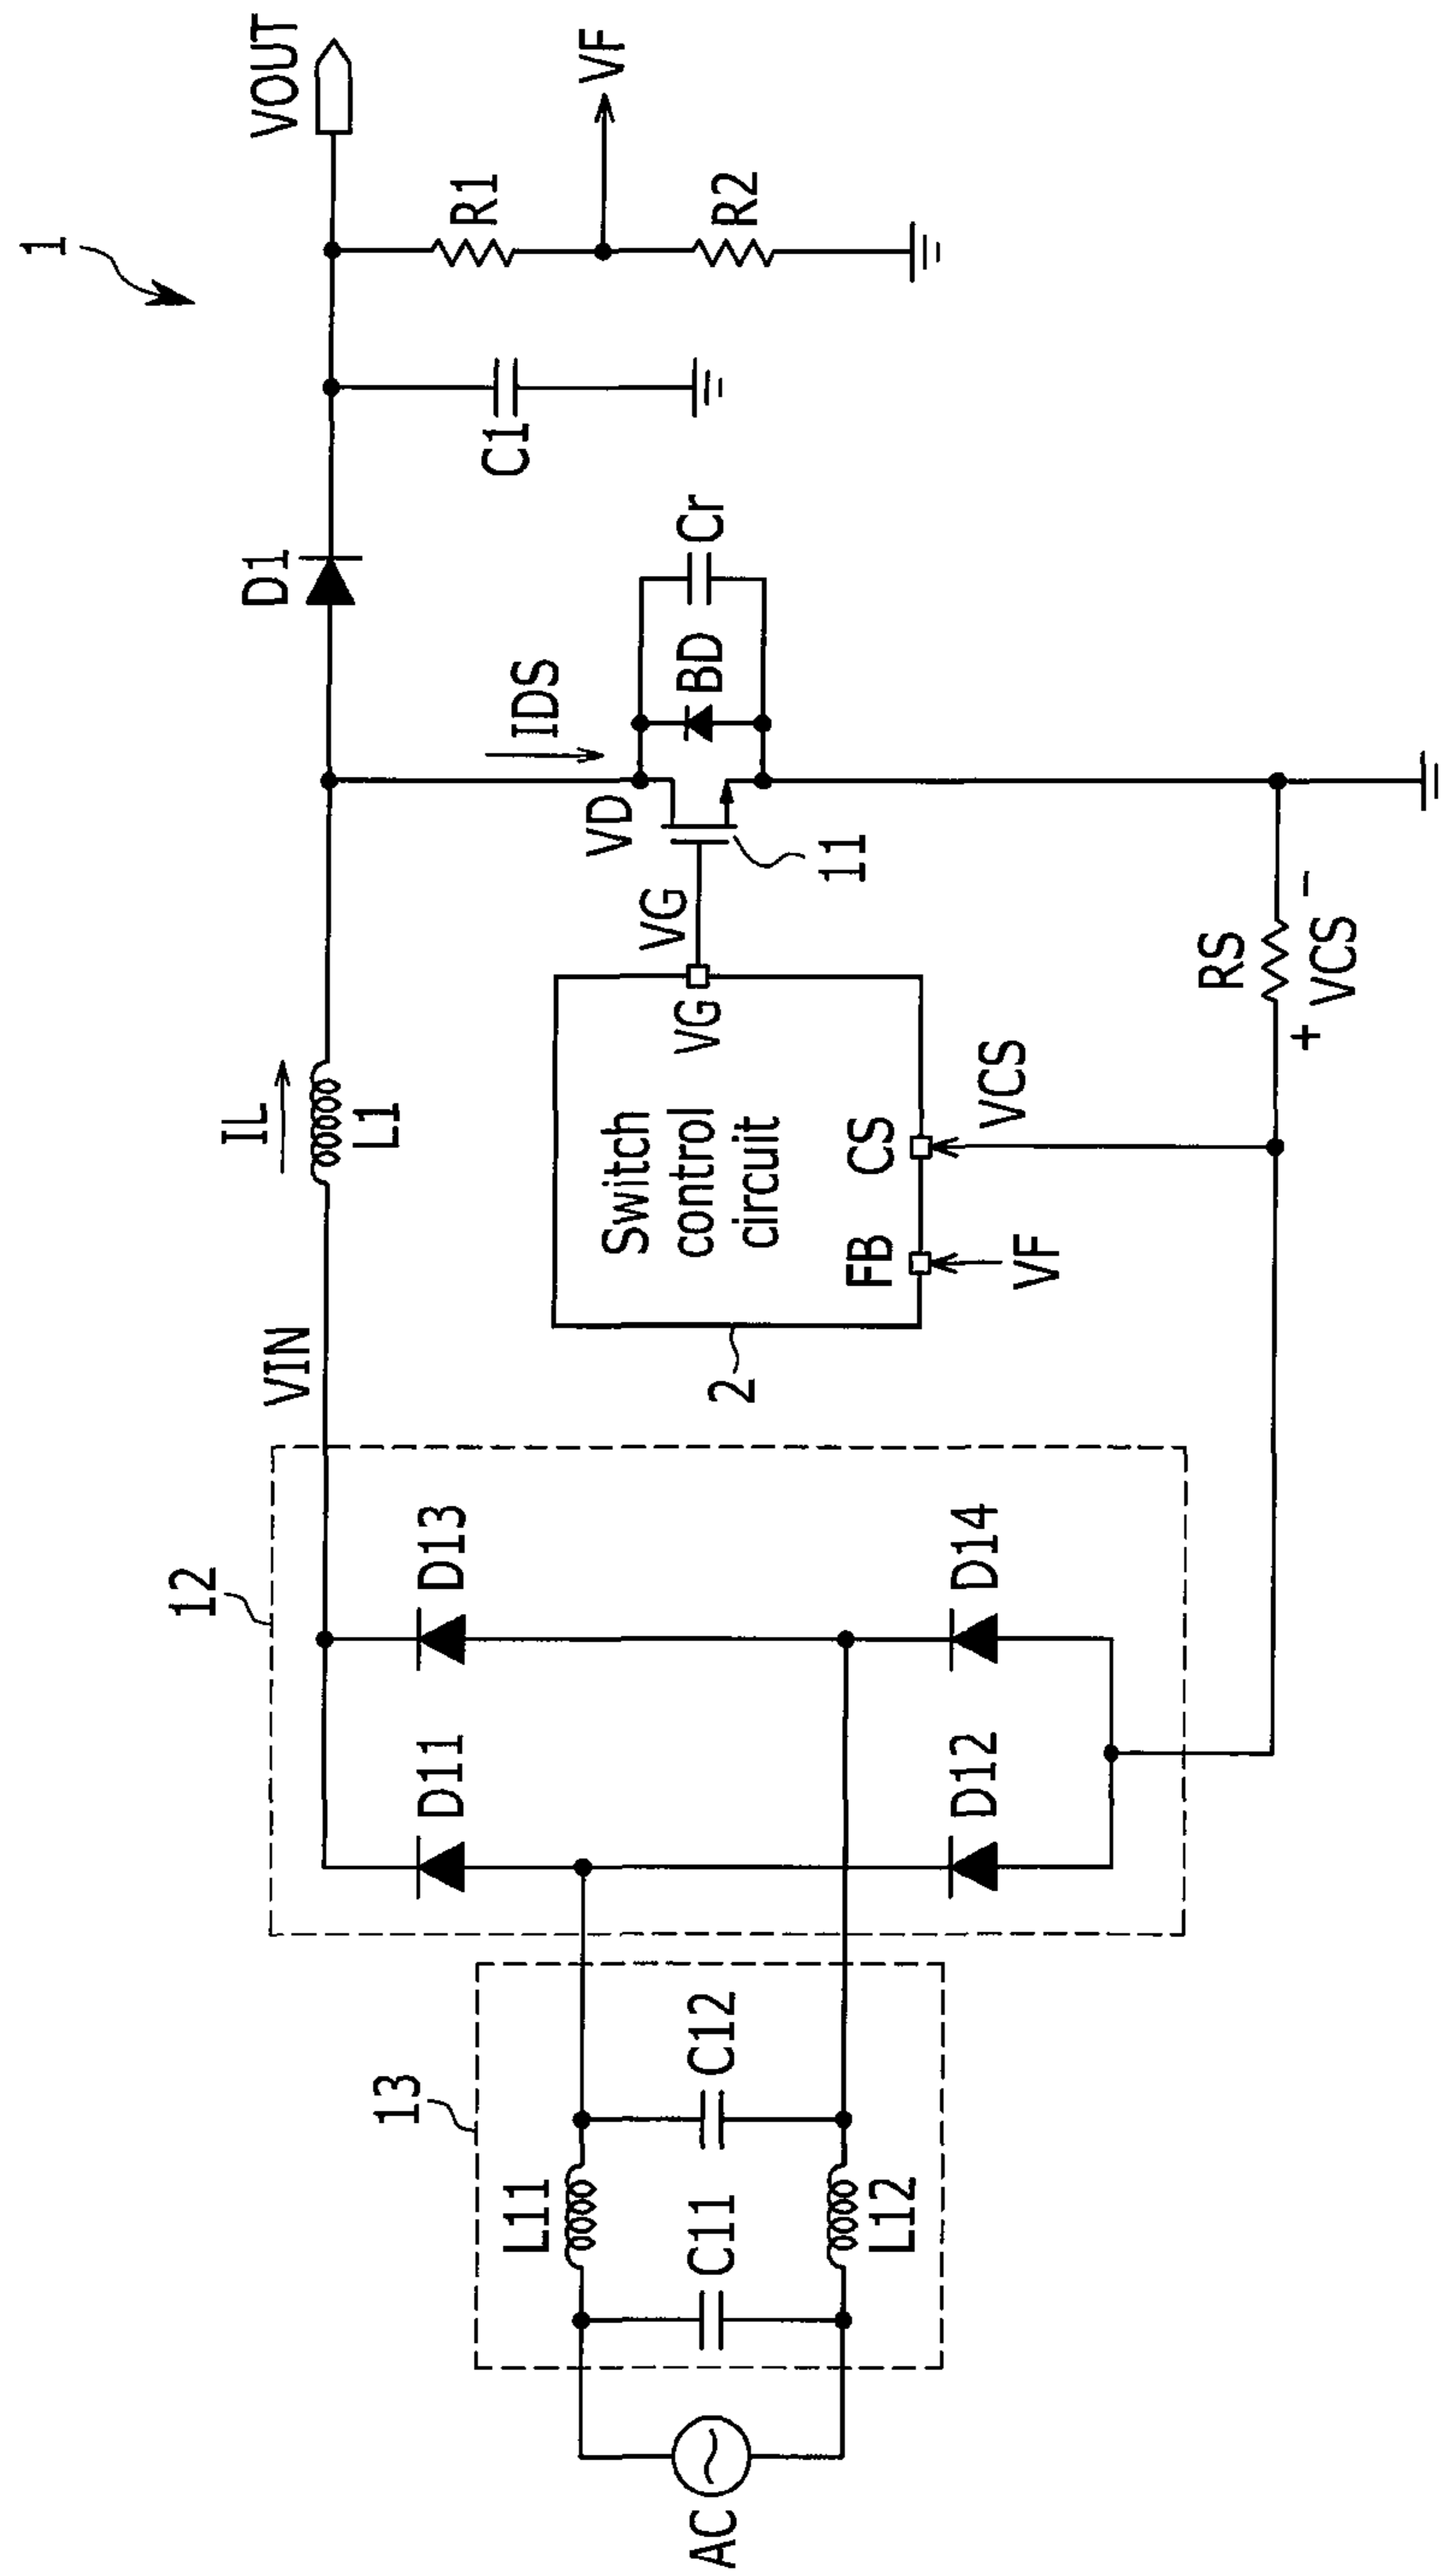 1
VOUT
VF
R1
R2
C1
D1
IDS
Cr
BD
VD
11
VG
VG
IL
L1
Switch
control
circuit
CS
FB
VCS
VF
RS
+ VCS -
2
VIN
12
D13
D14
D11
D12
13
L11
C12
C11
L12
AC